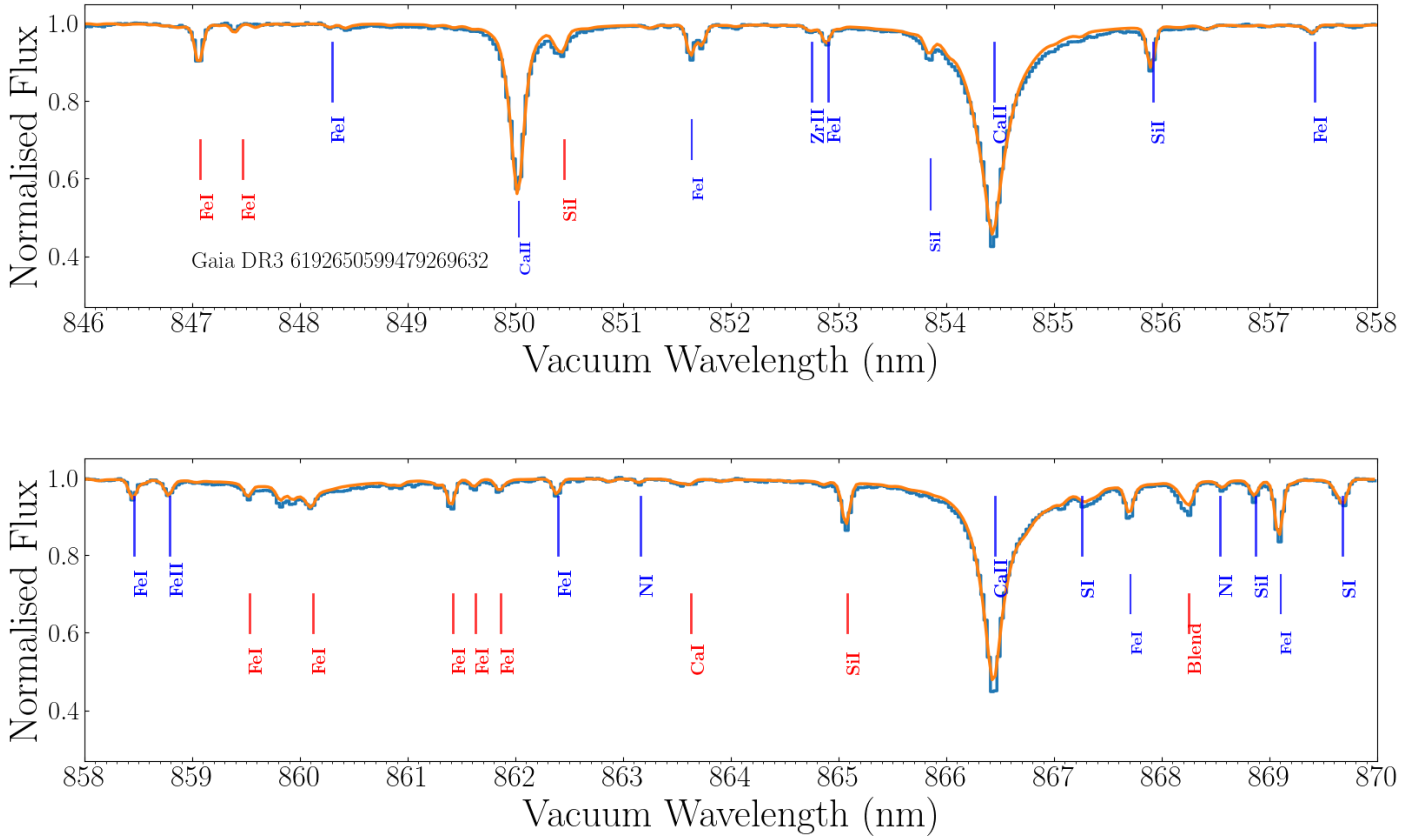 Normalised Flux
1.0
0.8
0.6
0.4
FeI
FeI
FeI
CaII
SiI
FeI
ZrII
FeI
SiI
CaII
SiI
FeI
Gaia DR3 6192650599479269632
846 847 848 849 850 851 852 853 854 855 856 857 858
Vacuum Wavelength (nm)
Normalised Flux
1.0
0.8
0.6
0.4
FeI
FeII
FeI
FeI
FeI
FeI
FeI
FeI
NI
CaI
SiI
CaII
SI
FeI
Blend
NI
SiI
FeI
SI
858 859 860 861 862 863 864 865 866 867 868 869 870
Vacuum Wavelength (nm)